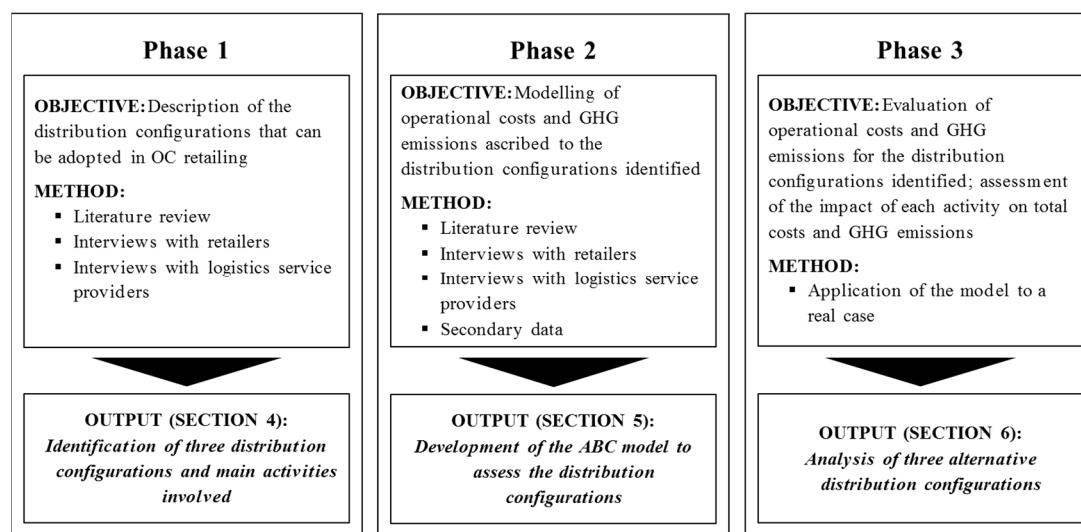 Phase 1
OBJECTIVE: Description of the
distribution configurations that can
be adopted in OC retailing
METHOD:
▪ Literature review
▪ Interviews with retailers
▪ Interviews with logistics service
providers
OUTPUT (SECTION 4):
Identification of three distribution
configurations and main activities
involved
Phase 2
OBJECTIVE: Modelling of
operational costs and GHG
emissions ascribed to the
distribution configurations identified
METHOD:
▪ Literature review
▪ Interviews with retailers
▪ Interviews with logistics service
providers
▪ Secondary data
OUTPUT (SECTION 5):
Development of the ABC model to
assess the distribution
configurations
Phase 3
OBJECTIVE: Evaluation of
operational costs and GHG
emissions for the distribution
configurations identified; assessment
of the impact of each activity on total
costs and GHG emissions
METHOD:
▪ Application of the model to a
real case
OUTPUT (SECTION 6):
Analysis of three alternative
distribution configurations